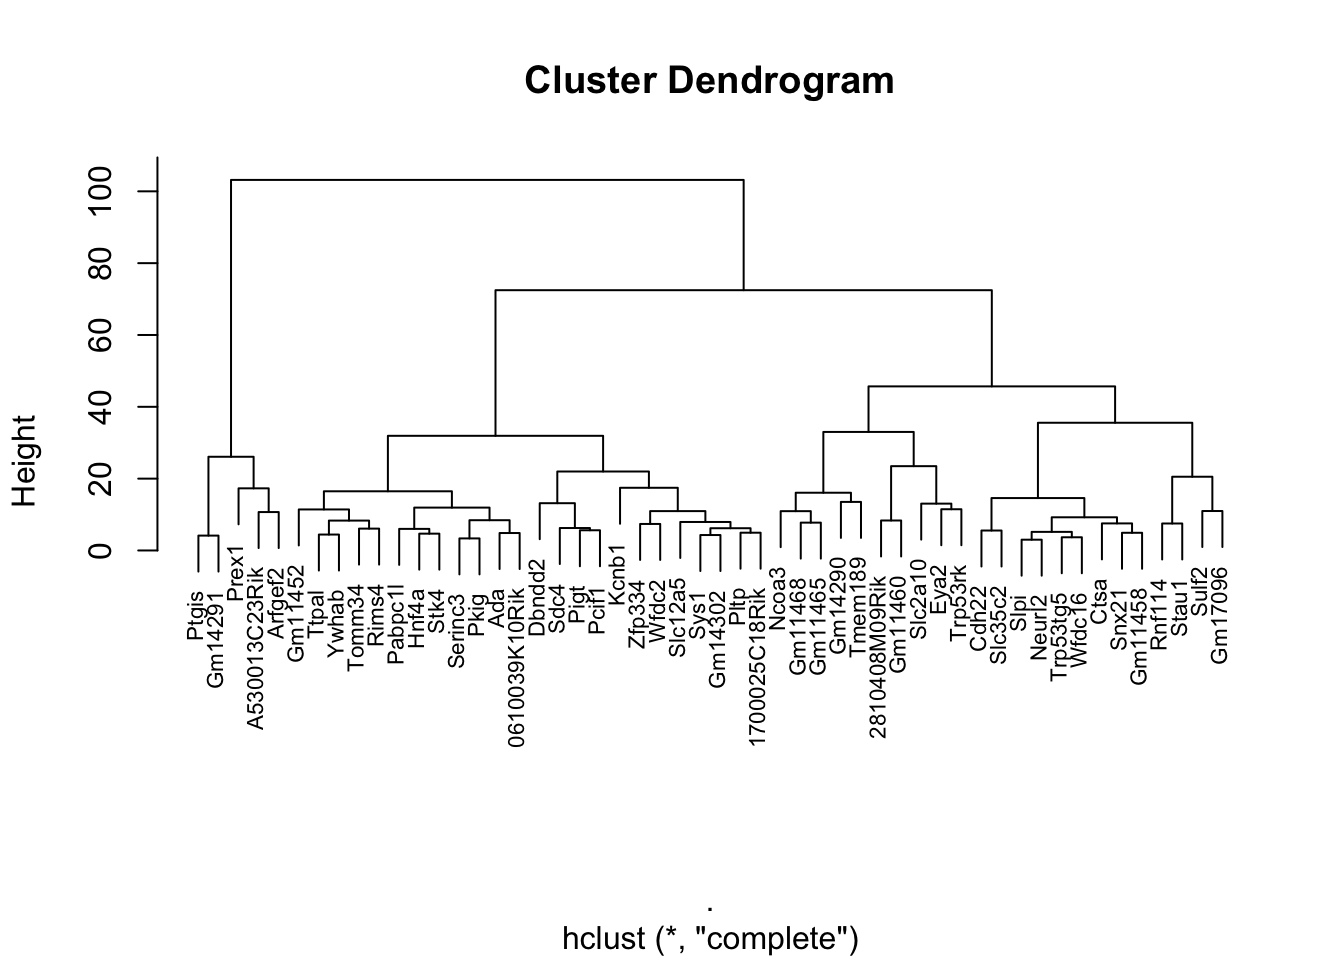 Cluster Dendrogram
Height
0
20
40
60
80
100
Ptgis
Gm14291
Prex1
A530013C23Rik
Arfgef2
Gm11452
Ttpal
Ywhab
Tomm34
Rims4
Pabpc1l
Hnf4a
Stk4
Serinc3
Pkig
Ada
0610039K10Rik
Dbndd2
Sdc4
Pigt
Pcif1
Kcnb1
Zfp334
Wfdc2
Slc12a5
Sys1
Gm14302
Pltp
1700025C18Rik
Ncoa3
Gm11468
Gm11465
Gm14290
Tmem189
2810408M09Rik
Gm11460
Slc2a10
Eya2
Trp53rk
Cdh22
Slc35c2
Slpi
Neurl2
Trp53tg5
Wfdc16
Ctsa
Snx21
Gm11458
Rnf114
Stau1
Sulf2
Gm17096
.
hclust (*, "complete")